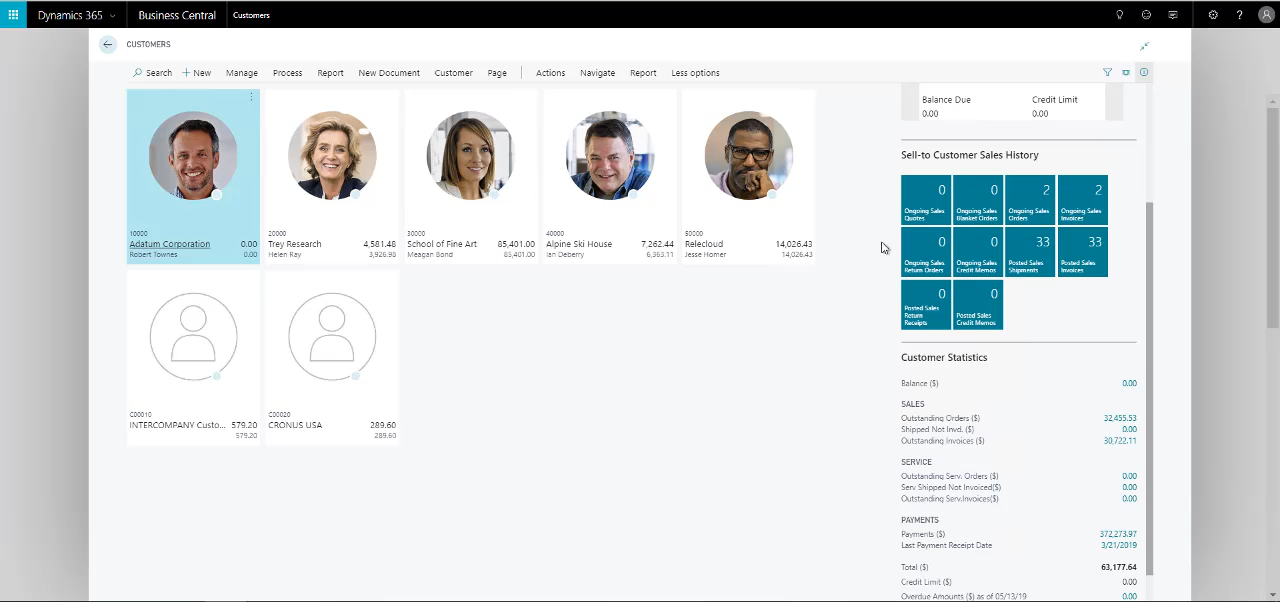 Dynamics 365 Business Central Customers
CUSTOMERS
Search New Manage Process Report New Document Customer Page Actions Navigate Report Less options
10000
Adatum Corporation 0.00
Robert Townes 0.00
20000
Trey Research 4,581.48
Helen Ray 3,926.98
30000
School of Fine Art 85,401.00
Meagan Bond 85,401.00
40000
Alpine Ski House 7,262.44
Ian Deberry 6,363.11
50000
Relecloud 14,026.43
Jesse Homer 14,026.43
C00010
INTERCOMPANY Custo... 579.20
579.20
C00020
CRONUS USA 289.60
289.60
Balance Due Credit Limit
0.00 0.00
Sell-to Customer Sales History
0
Ongoing Sales
Quotes
0
Ongoing Sales
Blanket Orders
2
Ongoing Sales
Orders
2
Ongoing Sales
Invoices
0
Ongoing Sales
Return Orders
0
Ongoing Sales
Credit Memos
33
Posted Sales
Shipments
33
Posted Sales
Invoices
0
Posted Sales
Return
Receipts
0
Posted Sales
Credit Memos
Customer Statistics
Balance ($) 0.00
SALES
Outstanding Orders ($) 32,455.53
Shipped Not Invd. ($) 0.00
Outstanding Invoices ($) 30,722.11
SERVICE
Outstanding Serv. Orders ($) 0.00
Serv Shipped Not Invoiced($) 0.00
Outstanding Serv.Invoices($) 0.00
PAYMENTS
Payments ($) 372,273.97
Last Payment Receipt Date 3/21/2019
Total ($) 63,177.64
Credit Limit ($) 0.00
Overdue Amounts ($) as of 05/13/19 0.00